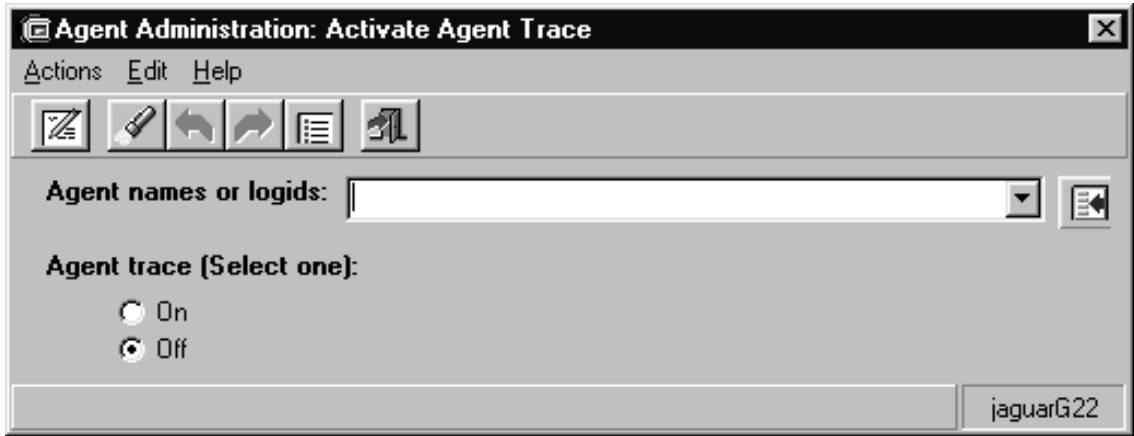 Agent Administration: Activate Agent Trace
Actions Edit Help
Agent names or logids:
Agent trace (Select one):
On
Off
jaguarG22